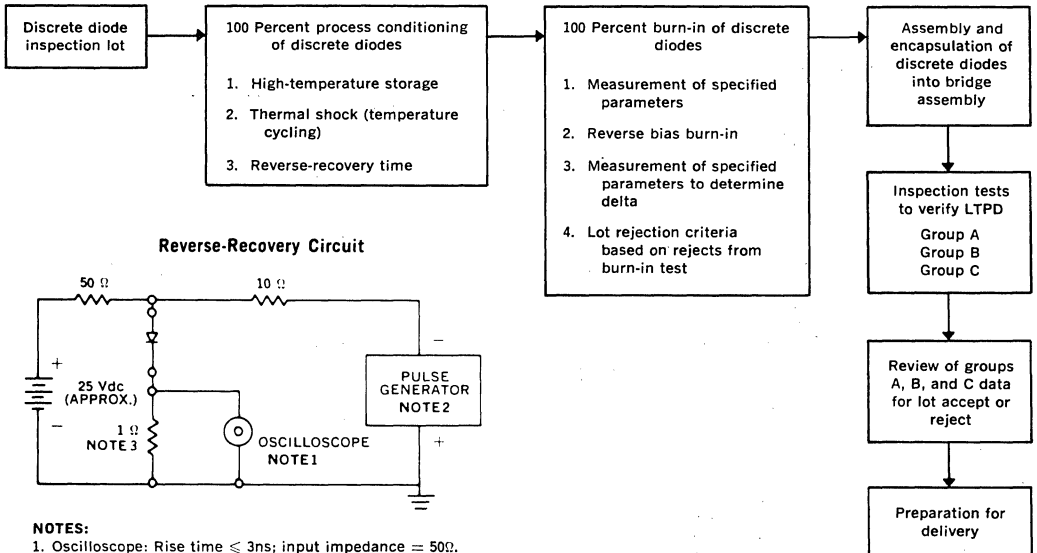 Discrete diode
inspection lot
100 Percent process conditioning
of discrete diodes
1. High-temperature storage
2. Thermal shock (temperature
cycling)
3. Reverse-recovery time
100 Percent burn-in of discrete
diodes
1. Measurement of specified
parameters
2. Reverse bias burn-in
3. Measurement of specified
parameters to determine
delta
4. Lot rejection criteria
based on rejects from
burn-in test
Assembly and
encapsulation of
discrete diodes
into bridge
assembly
Inspection tests
to verify LTPD
Group A
Group B
Group C
Review of groups
A, B, and C data
for lot accept or
reject
Preparation for
delivery
Reverse-Recovery Circuit
50 Ω
10 Ω
+
25 Vdc
(APPROX.)
−
1 Ω
NOTE 3
OSCILLOSCOPE
NOTE 1
−
PULSE
GENERATOR
NOTE 2
+
NOTES:
1. Oscilloscope: Rise time ⩽ 3ns; input impedance = 50Ω.